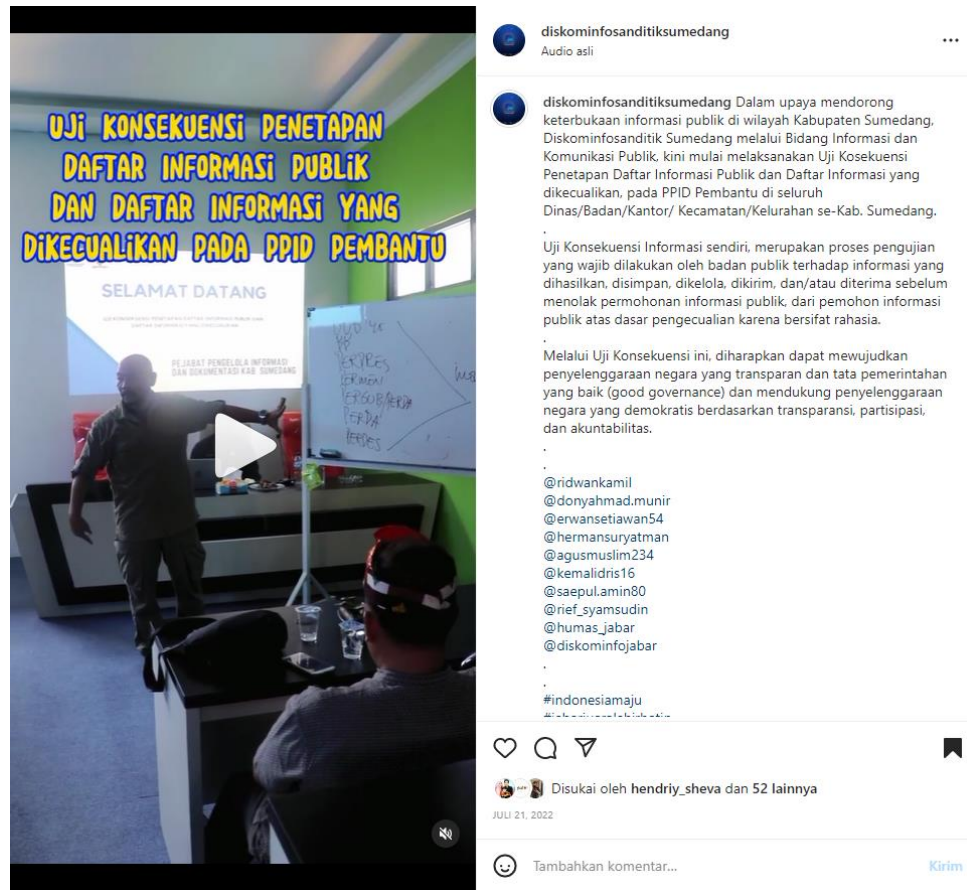 UJI KONSEKUENSI PENETAPAN
DAFTAR INFORMASI PUBLIK
DAN DAFTAR INFORMASI YANG
DIKECUALIKAN PADA PPID PEMBANTU
SELAMAT DATANG
PEJABAT PENGELOLA INFORMASI
DAN DOKUMENTASI KAB. SUMEDANG
PERPRES
PERDA
PERDES
diskominfosanditiksumedang
Audio asli
diskominfosanditiksumedang Dalam upaya mendorong
keterbukaan informasi publik di wilayah Kabupaten Sumedang,
Diskominfosanditik Sumedang melalui Bidang Informasi dan
Komunikasi Publik, kini mulai melaksanakan Uji Kosekuensi
Penetapan Daftar Informasi Publik dan Daftar Informasi yang
dikecualikan, pada PPID Pembantu di seluruh
Dinas/Badan/Kantor/ Kecamatan/Kelurahan se-Kab. Sumedang.
.
Uji Konsekuensi Informasi sendiri, merupakan proses pengujian
yang wajib dilakukan oleh badan publik terhadap informasi yang
dihasilkan, disimpan, dikelola, dikirim, dan/atau diterima sebelum
menolak permohonan informasi publik, dari pemohon informasi
publik atas dasar pengecualian karena bersifat rahasia.
.
Melalui Uji Konsekuensi ini, diharapkan dapat mewujudkan
penyelenggaraan negara yang transparan dan tata pemerintahan
yang baik (good governance) dan mendukung penyelenggaraan
negara yang demokratis berdasarkan transparansi, partisipasi,
dan akuntabilitas.
.
.
@ridwankamil
@donyahmad.munir
@erwansetiawan54
@hermansuryatman
@agusmuslim234
@kemalidris16
@saepul.amin80
@rief_syamsudin
@humas_jabar
@diskominfojabar
.
.
#indonesiamaju
Disukai oleh hendriy_sheva dan 52 lainnya
JULI 21, 2022
Tambahkan komentar...
Kirim